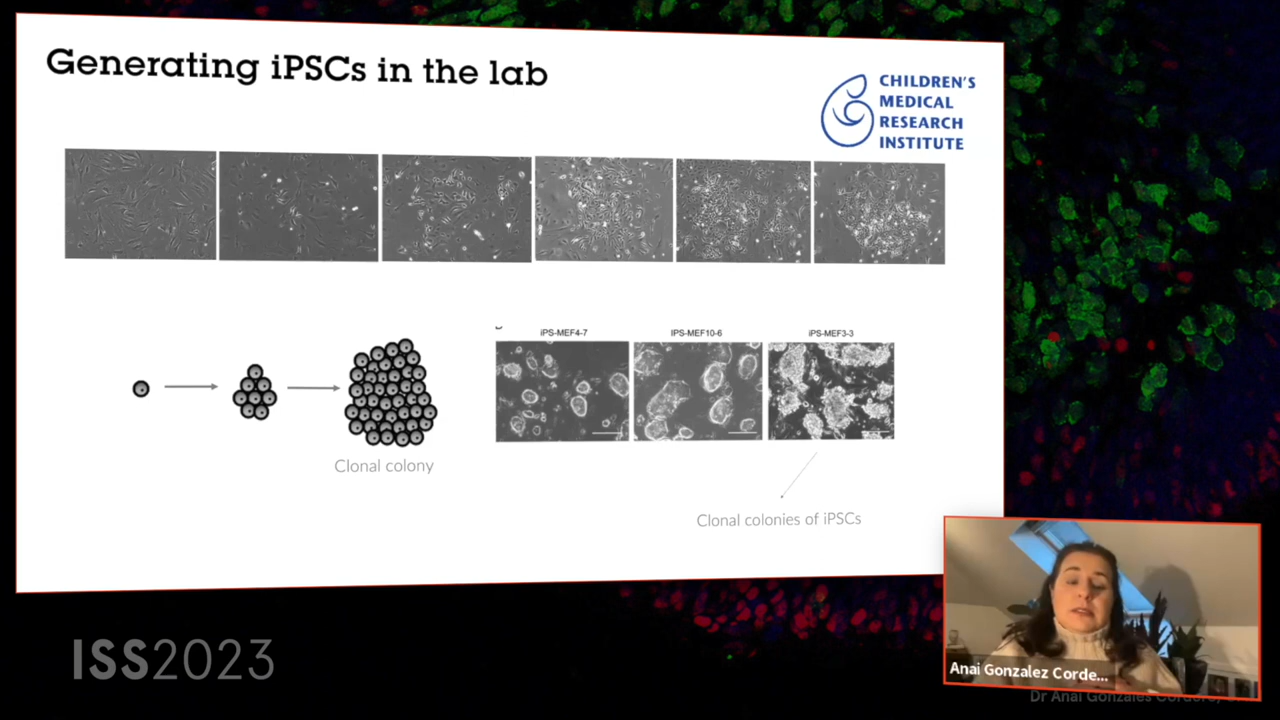 Generating iPSCs in the lab
CHILDREN'S
MEDICAL
RESEARCH
INSTITUTE
iPS-MEF4-7
IPS-MEF10-6
iPS-MEF3-3
Clonal colony
Clonal colonies of iPSCs
ISS2023
Anai Gonzalez Corde...
Dr Anai Gonzales Cordero,